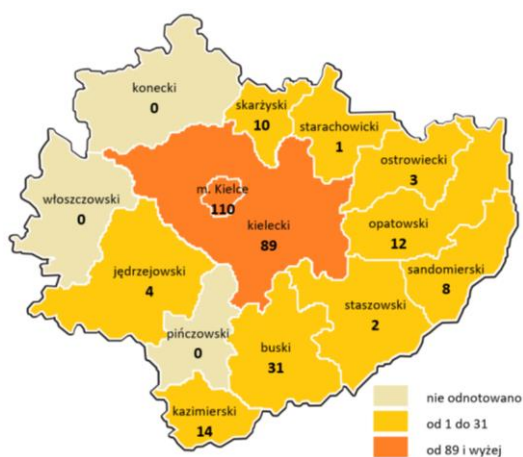 konecki
0
skarżyski
10
starachowicki
1
ostrowiecki
3
włoszczowski
0
m. Kielce
110
kielecki
89
opatowski
12
sandomierski
8
jędrzejowski
4
staszowski
2
pińczowski
0
buski
31
kazimierski
14
nie odnotowano
od 1 do 31
od 89 i wyżej